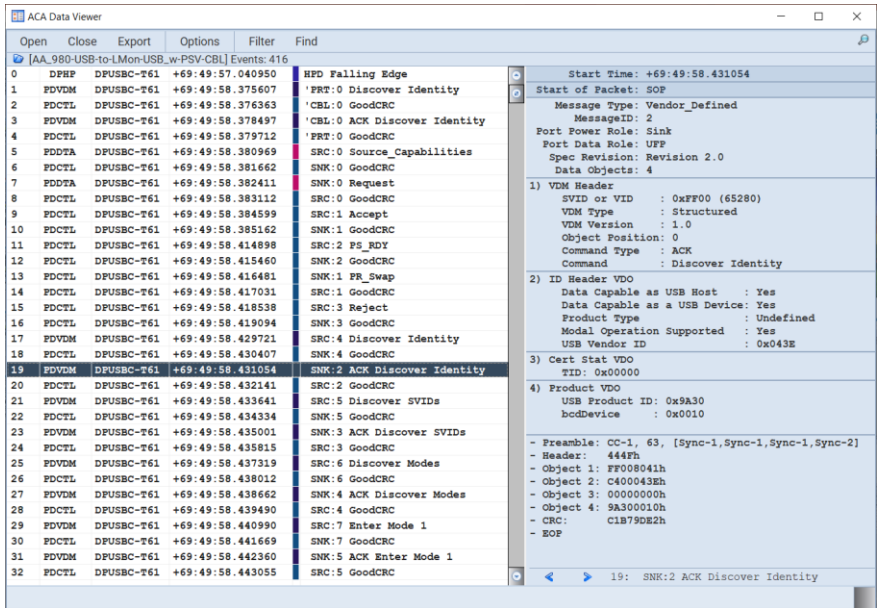 ACA Data Viewer
Open Close Export Options Filter Find
[AA_980-USB-to-LMon-USB_w-PSV-CBL] Events: 416
0 DPHP DPUSBC-T61 +69:49:57.040950 HPD Falling Edge
1 PDVDM DPUSBC-T61 +69:49:58.375607 'PRT:0 Discover Identity
2 PDCTL DPUSBC-T61 +69:49:58.376363 'CBL:0 GoodCRC
3 PDVDM DPUSBC-T61 +69:49:58.378497 'CBL:0 ACK Discover Identity
4 PDCTL DPUSBC-T61 +69:49:58.379712 'PRT:0 GoodCRC
5 PDDTA DPUSBC-T61 +69:49:58.380969 SRC:0 Source_Capabilities
6 PDCTL DPUSBC-T61 +69:49:58.381662 SNK:0 GoodCRC
7 PDDTA DPUSBC-T61 +69:49:58.382411 SNK:0 Request
8 PDCTL DPUSBC-T61 +69:49:58.383112 SRC:0 GoodCRC
9 PDCTL DPUSBC-T61 +69:49:58.384599 SRC:1 Accept
10 PDCTL DPUSBC-T61 +69:49:58.385162 SNK:1 GoodCRC
11 PDCTL DPUSBC-T61 +69:49:58.414898 SRC:2 PS_RDY
12 PDCTL DPUSBC-T61 +69:49:58.415460 SNK:2 GoodCRC
13 PDCTL DPUSBC-T61 +69:49:58.416481 SNK:1 PR_Swap
14 PDCTL DPUSBC-T61 +69:49:58.417031 SRC:1 GoodCRC
15 PDCTL DPUSBC-T61 +69:49:58.418538 SRC:3 Reject
16 PDCTL DPUSBC-T61 +69:49:58.419094 SNK:3 GoodCRC
17 PDVDM DPUSBC-T61 +69:49:58.429721 SRC:4 Discover Identity
18 PDCTL DPUSBC-T61 +69:49:58.430407 SNK:4 GoodCRC
19 PDVDM DPUSBC-T61 +69:49:58.431054 SNK:2 ACK Discover Identity
20 PDCTL DPUSBC-T61 +69:49:58.432141 SRC:2 GoodCRC
21 PDVDM DPUSBC-T61 +69:49:58.433641 SRC:5 Discover SVIDs
22 PDCTL DPUSBC-T61 +69:49:58.434334 SNK:5 GoodCRC
23 PDVDM DPUSBC-T61 +69:49:58.435001 SNK:3 ACK Discover SVIDs
24 PDCTL DPUSBC-T61 +69:49:58.435815 SRC:3 GoodCRC
25 PDVDM DPUSBC-T61 +69:49:58.437319 SRC:6 Discover Modes
26 PDCTL DPUSBC-T61 +69:49:58.438012 SNK:6 GoodCRC
27 PDVDM DPUSBC-T61 +69:49:58.438662 SNK:4 ACK Discover Modes
28 PDCTL DPUSBC-T61 +69:49:58.439490 SRC:4 GoodCRC
29 PDVDM DPUSBC-T61 +69:49:58.440990 SRC:7 Enter Mode 1
30 PDCTL DPUSBC-T61 +69:49:58.441669 SNK:7 GoodCRC
31 PDVDM DPUSBC-T61 +69:49:58.442360 SNK:5 ACK Enter Mode 1
32 PDCTL DPUSBC-T61 +69:49:58.443055 SRC:5 GoodCRC
Start Time: +69:49:58.431054
Start of Packet: SOP
Message Type: Vendor_Defined
MessageID: 2
Port Power Role: Sink
Port Data Role: UFP
Spec Revision: Revision 2.0
Data Objects: 4
1) VDM Header
SVID or VID : 0xFF00 (65280)
VDM Type : Structured
VDM Version : 1.0
Object Position: 0
Command Type : ACK
Command : Discover Identity
2) ID Header VDO
Data Capable as USB Host : Yes
Data Capable as a USB Device: Yes
Product Type : Undefined
Modal Operation Supported : Yes
USB Vendor ID : 0x043E
3) Cert Stat VDO
TID: 0x00000
4) Product VDO
USB Product ID: 0x9A30
bcdDevice : 0x0010
- Preamble: CC-1, 63, [Sync-1,Sync-1,Sync-1,Sync-2]
- Header: 444Fh
- Object 1: FF008041h
- Object 2: C400043Eh
- Object 3: 00000000h
- Object 4: 9A300010h
- CRC: C1B79DE2h
- EOP
19: SNK:2 ACK Discover Identity